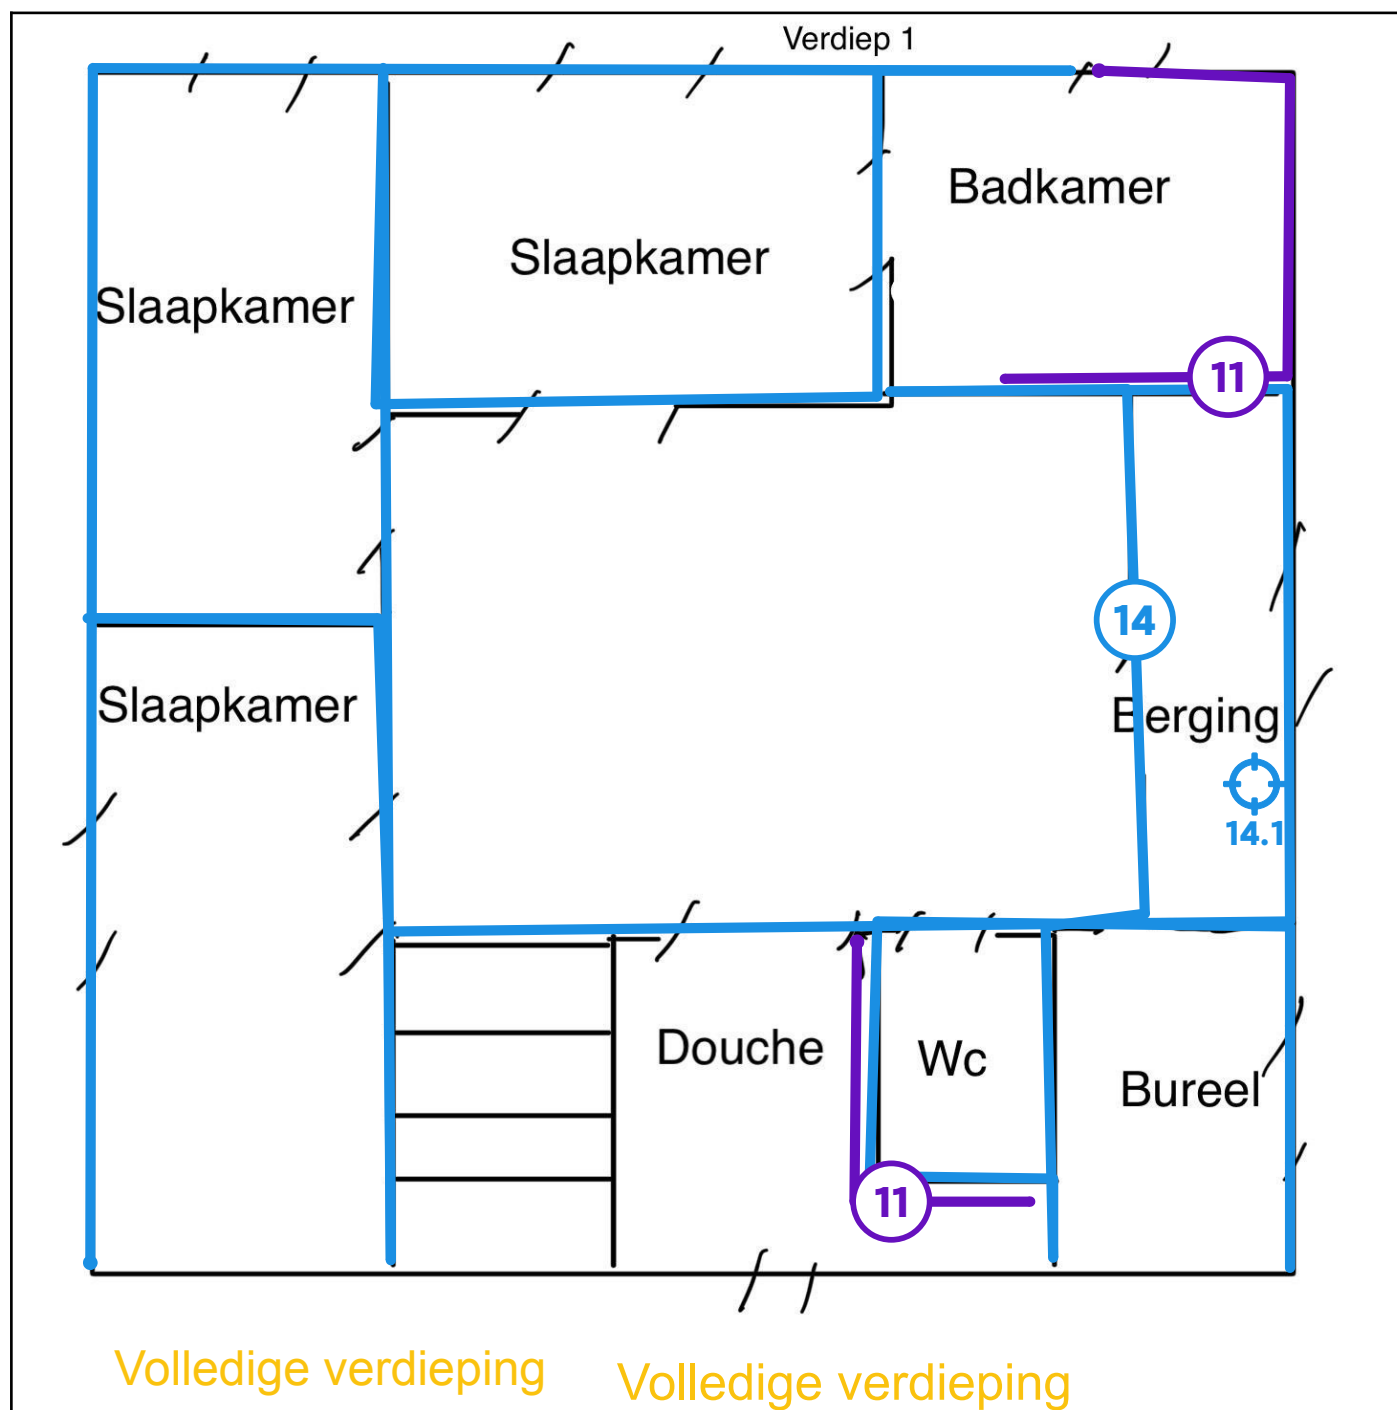 Verdiep 1
Badkamer
Slaapkamer
Slaapkamer
11
14
Slaapkamer
Berging
14.1
Douche
Wc
Bureel
11
Volledige verdieping
Volledige verdieping